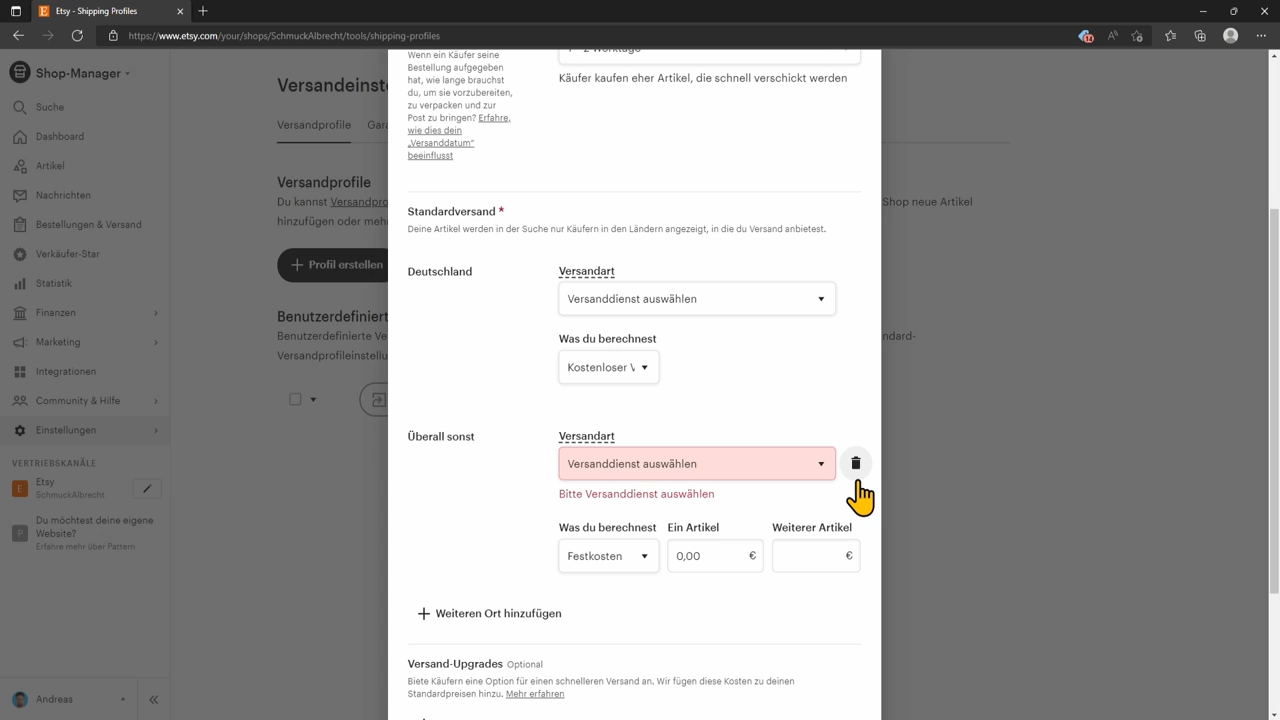 Etsy - Shipping Profiles
https://www.etsy.com/your/shops/SchmuckAlbrecht/tools/shipping-profiles
Shop-Manager
Suche
Dashboard
Artikel
Nachrichten
Bestellungen & Versand
Verkäufer-Star
Statistik
Finanzen
Marketing
Integrationen
Community & Hilfe
Einstellungen
VERTRIEBSKANÄLE
E
Etsy
SchmuckAlbrecht
P
Du möchtest deine eigene
Website?
Erfahre mehr über Pattern
Andreas
Versandeinst
Versandprofile
Gara
Versandprofile
Du kannst Versandpro
hinzufügen oder mehr
Profil erstellen
Benutzerdefiniert
Benutzerdefinierte Ve
Versandprofileinstellu
Shop neue Artikel
ndard-
Wenn ein Käufer seine
Bestellung aufgegeben
hat, wie lange brauchst
du, um sie vorzubereiten,
zu verpacken und zur
Post zu bringen? Erfahre,
wie dies dein
„Versanddatum“
beeinflusst
Käufer kaufen eher Artikel, die schnell verschickt werden
Standardversand *
Deine Artikel werden in der Suche nur Käufern in den Ländern angezeigt, in die du Versand anbietest.
Deutschland
Versandart
Versanddienst auswählen
Was du berechnest
Kostenloser V
Überall sonst
Versandart
Versanddienst auswählen
Bitte Versanddienst auswählen
Was du berechnest Ein Artikel Weiterer Artikel
Festkosten 0,00 € €
Weiteren Ort hinzufügen
Versand-Upgrades Optional
Biete Käufern eine Option für einen schnelleren Versand an. Wir fügen diese Kosten zu deinen
Standardpreisen hinzu. Mehr erfahren